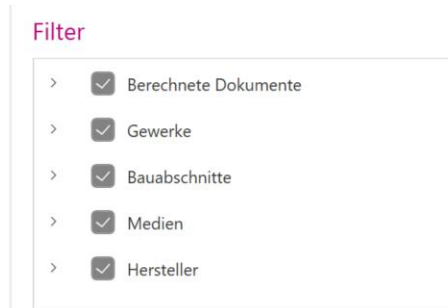 Filter
Berechnete Dokumente
Gewerke
Bauabschnitte
Medien
Hersteller